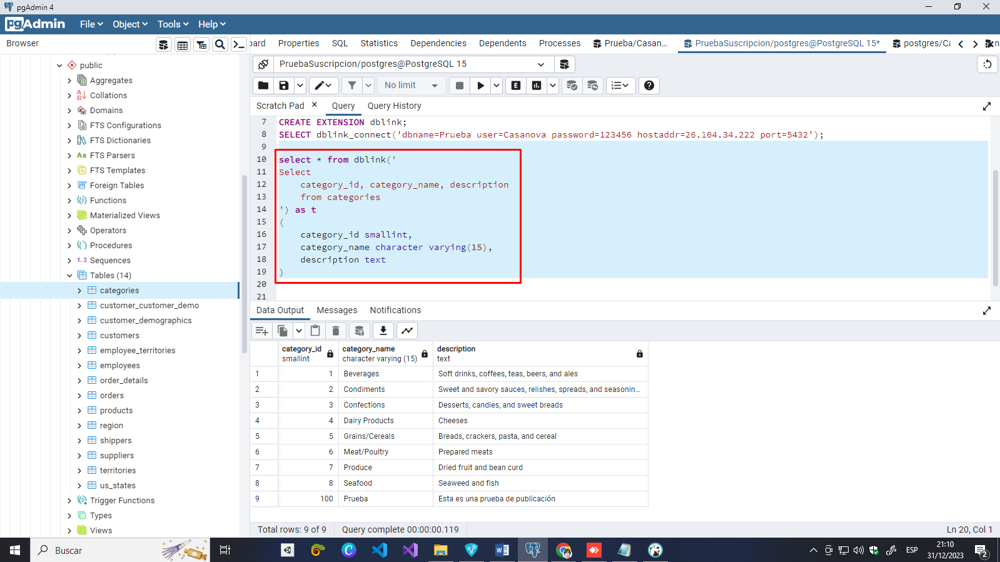 pgAdmin 4
pgAdmin File Object Tools Help
Browser
oard Properties SQL Statistics Dependencies Dependents Processes Prueba/Casan... PruebaSuscripcion/postgres@PostgreSQL 15* postgres/Ca n
public
Aggregates
Collations
Domains
FTS Configurations
FTS Dictionaries
Aa FTS Parsers
FTS Templates
Foreign Tables
Functions
Materialized Views
Operators
Procedures
1..3 Sequences
Tables (14)
categories
customer_customer_demo
customer_demographics
customers
employee_territories
employees
order_details
orders
products
region
shippers
suppliers
territories
us_states
Trigger Functions
Types
Views
PruebaSuscripcion/postgres@PostgreSQL 15
No limit E
Scratch Pad Query Query History
7 CREATE EXTENSION dblink;
8 SELECT dblink_connect('dbname=Prueba user=Casanova password=123456 hostaddr=26.104.34.222 port=5432');
9
10 select * from dblink('
11 Select
12 category_id, category_name, description
13 from categories
14 ') as t
15 (
16 category_id smallint,
17 category_name character varying(15),
18 description text
19 )
20
21
Data Output Messages Notifications
category_id category_name description
smallint character varying (15) text
1 1 Beverages Soft drinks, coffees, teas, beers, and ales
2 2 Condiments Sweet and savory sauces, relishes, spreads, and seasonin...
3 3 Confections Desserts, candies, and sweet breads
4 4 Dairy Products Cheeses
5 5 Grains/Cereals Breads, crackers, pasta, and cereal
6 6 Meat/Poultry Prepared meats
7 7 Produce Dried fruit and bean curd
8 8 Seafood Seaweed and fish
9 100 Prueba Esta es una prueba de publicación
Total rows: 9 of 9 Query complete 00:00:00.119 Ln 20, Col 1
Buscar
ESP
21:10
31/12/2023
2